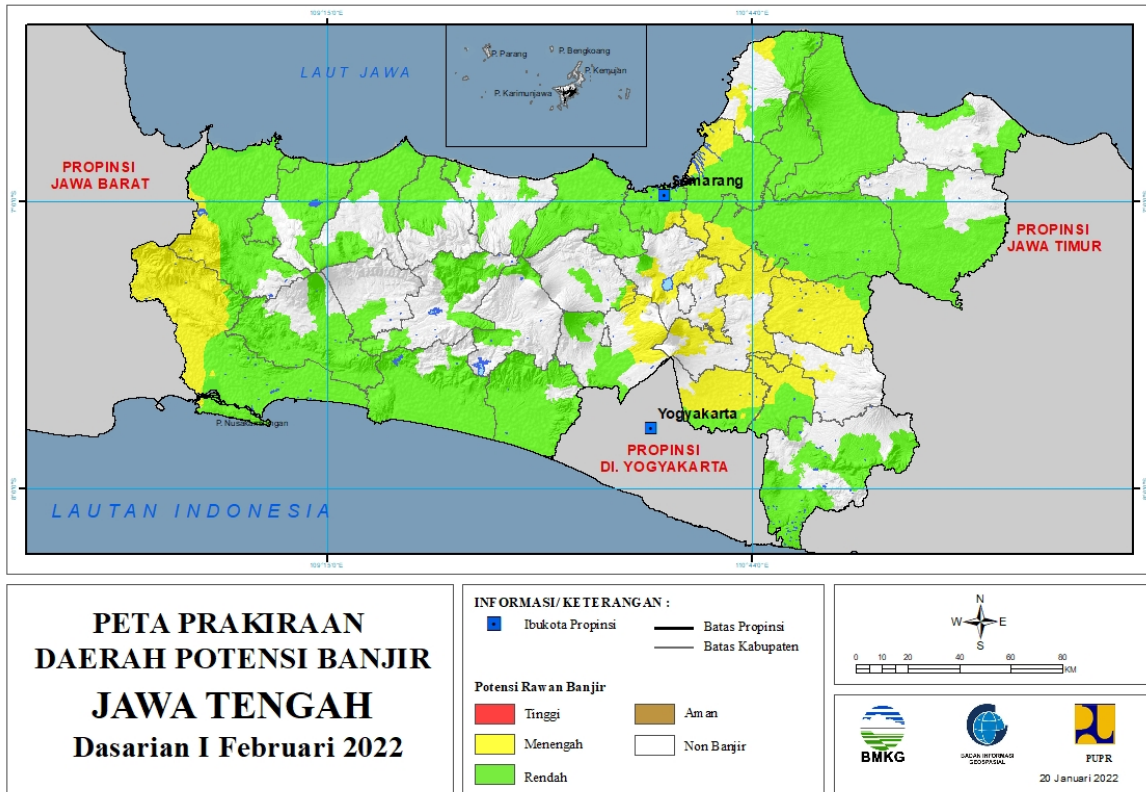 LAUT JAWA
P. Parang
P. Bengkoang
P. Kemujan
P. Karimunjawa
PROPINSI
JAWA BARAT
Semarang
PROPINSI
JAWA TIMUR
Yogyakarta
PROPINSI
DI. YOGYAKARTA
LAUTAN INDONESIA
PETA PRAKIRAAN
DAERAH POTENSI BANJIR
JAWA TENGAH
Dasarian I Februari 2022
INFORMASI/KETERANGAN :
Ibukota Propinsi
Batas Propinsi
Batas Kabupaten
Potensi Rawan Banjir
Tinggi
Aman
Menengah
Non Banjir
Rendah
N
W E
S
0 10 20 40 60 80
KM
BMKG
BADAN INFORMASI
GEOSPASIAL
PUPR
20 Januari 2022